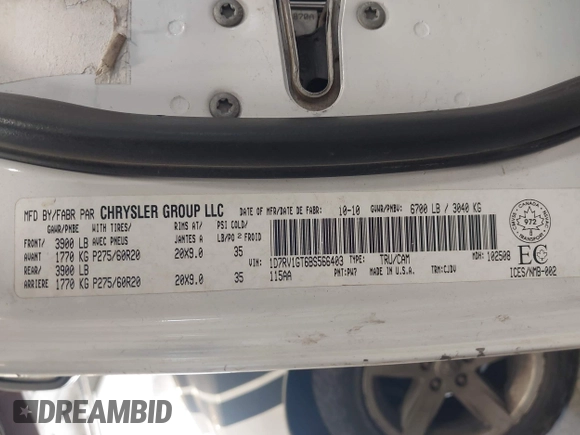 MFD BY/FABR PAR CHRYSLER GROUP LLC DATE OF MFR/DATE DE FABR: 10-10 GVWR/PNBV: 6700 LB / 3040 KG
GAWR/PNBE WITH TIRES/ RIMS AT/ PSI COLD/
FRONT/ 3900 LB AVEC PNEUS JANTES A LB/PO² FROID
AVANT 1770 KG P275/60R20 20X9.0 35
REAR/ 3900 LB
ARRIERE 1770 KG P275/60R20 20X9.0 35
VIN: 1D7RV1GT6BS566403 TYPE: TRU/CAM MDH: 102508
115AA PNT: PW7 MADE IN U.S.A. TRM: CJDV
CANADA
972
EC
ICES/NMB-002
DREAMBID